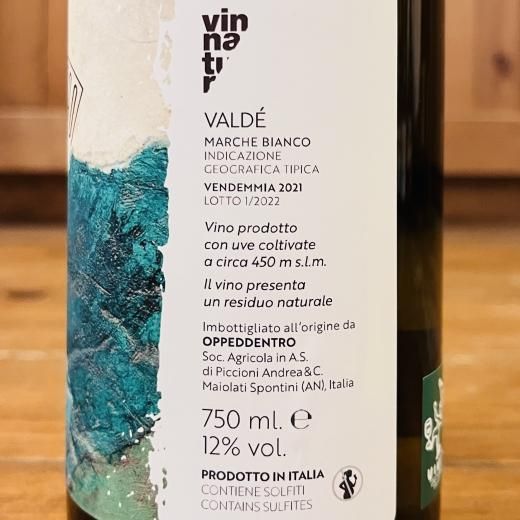 vin
na
tu
r
VALDÉ
MARCHE BIANCO
INDICAZIONE
GEOGRAFICA TIPICA
VENDEMMIA 2021
LOTTO 1/2022
Vino prodotto
con uve coltivate
a circa 450 m s.l.m.
Il vino presenta
un residuo naturale
Imbottigliato all'origine da
OPPEDDENTRO
Soc. Agricola in A.S.
di Piccioni Andrea & C.
Maiolati Spontini (AN), Italia
750 ml. ℮
12% vol.
PRODOTTO IN ITALIA
CONTIENE SOLFITI
CONTAINS SULFITES